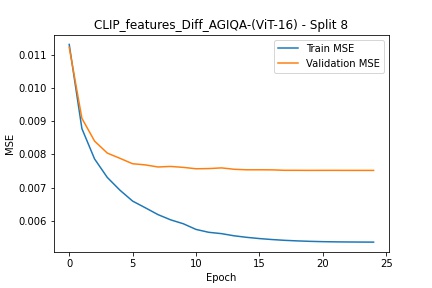 CLIP_features_Diff_AGIQA-(ViT-16) - Split 8
Train MSE
Validation MSE
MSE
0.011
0.010
0.009
0.008
0.007
0.006
0 5 10 15 20 25
Epoch